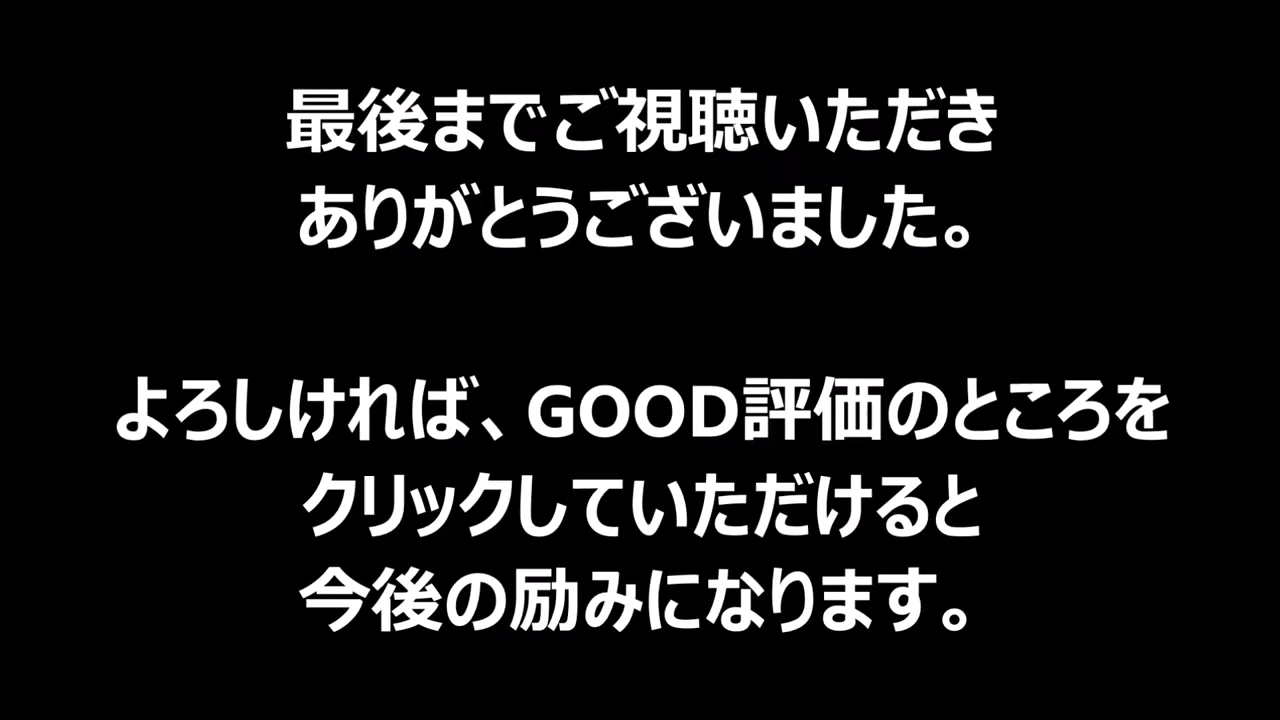 最後までご視聴いただき
ありがとうございました。
よろしければ、GOOD評価のところを
クリックしていただけると
今後の励みになります。